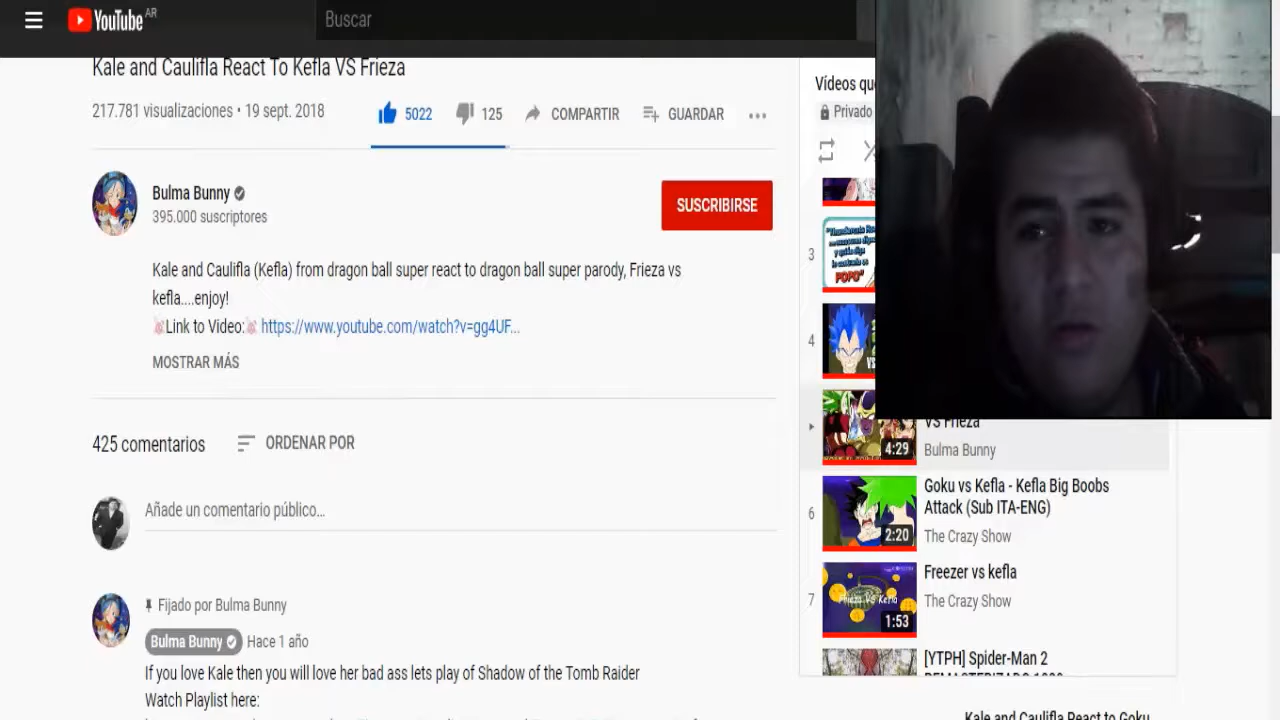 YouTube AR
Buscar
Kale and Caulifla React To Kefla VS Frieza
217.781 visualizaciones • 19 sept. 2018
5022
125
COMPARTIR
GUARDAR
Bulma Bunny
395.000 suscriptores
SUSCRIBIRSE
Kale and Caulifla (Kefla) from dragon ball super react to dragon ball super parody, Frieza vs
kefla....enjoy!
Link to Video: https://www.youtube.com/watch?v=gg4UF...
MOSTRAR MÁS
425 comentarios
ORDENAR POR
Añade un comentario público...
Fijado por Bulma Bunny
Bulma Bunny Hace 1 año
If you love Kale then you will love her bad ass lets play of Shadow of the Tomb Raider
Watch Playlist here:
Vídeos qu
Privado
3
POPO"
4
VS
VS Frieza
4:29
Bulma Bunny
6
2:20
Goku vs Kefla - Kefla Big Boobs
Attack (Sub ITA-ENG)
The Crazy Show
7
Frieza VS Kefla
1:53
Freezer vs kefla
The Crazy Show
[YTPH] Spider-Man 2
Kale and Caulifla React to Goku